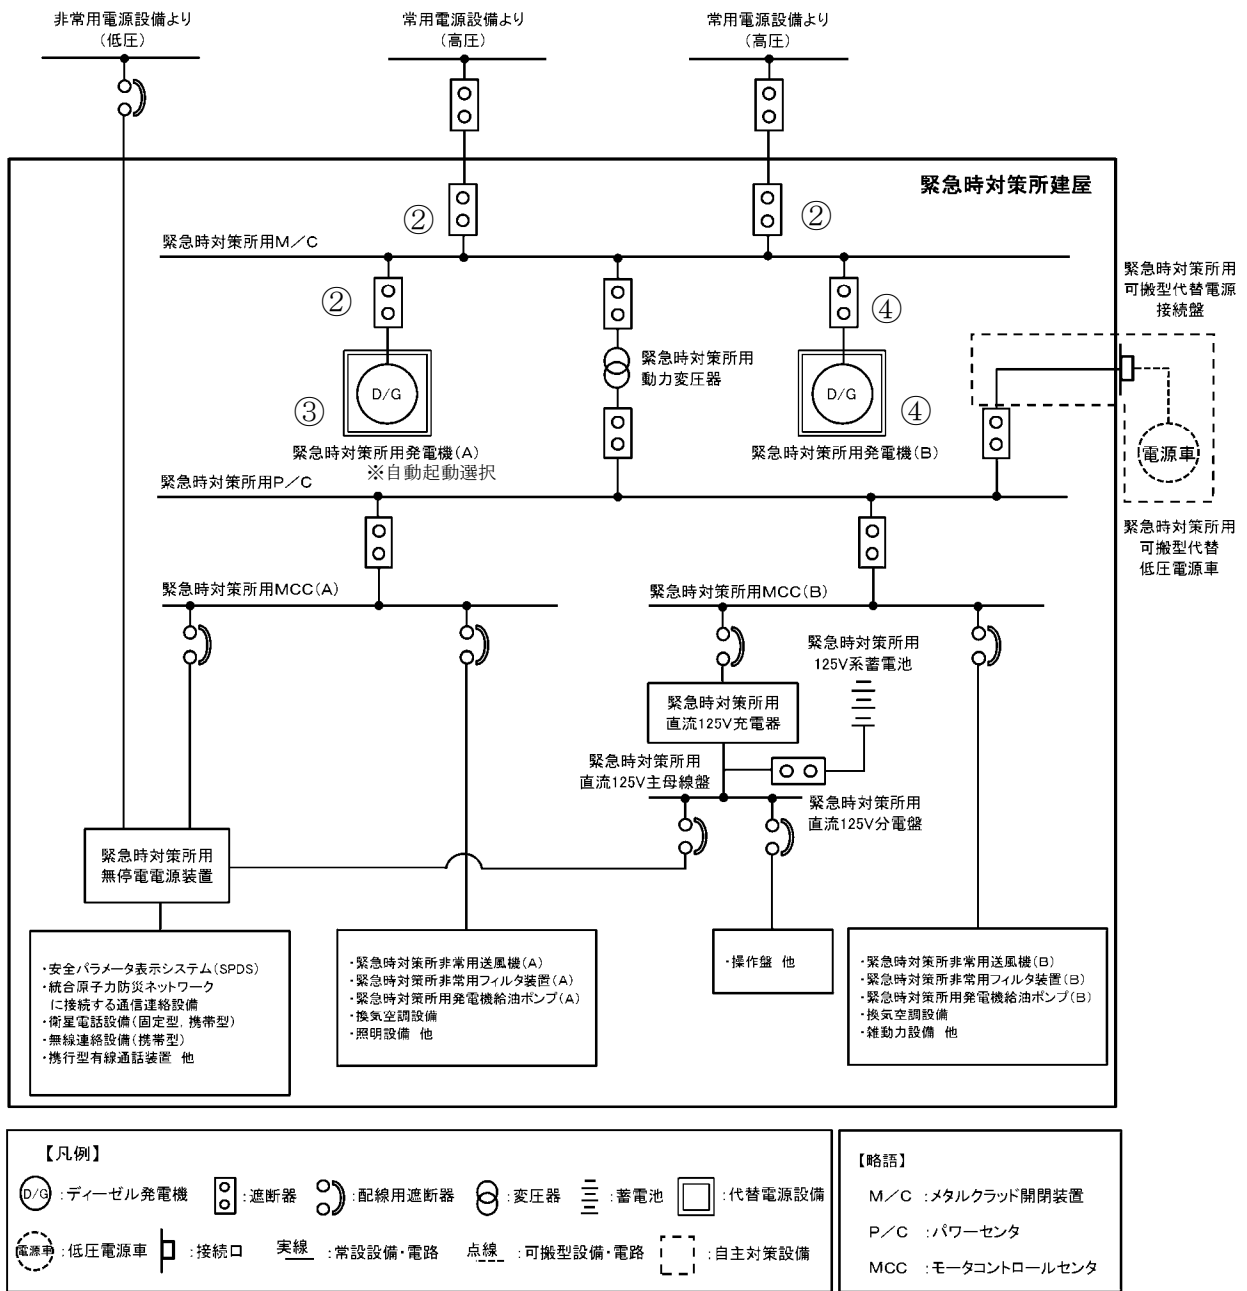 非常用電源設備より
（低圧）
常用電源設備より
（高圧）
常用電源設備より
（高圧）
緊急時対策所建屋
②
②
緊急時対策所用M／C
緊急時対策所用
可搬型代替電源
接続盤
②
④
緊急時対策所用
動力変圧器
D/G
D/G
③
④
緊急時対策所用発電機(A)
※自動起動選択
緊急時対策所用発電機(B)
電源車
緊急時対策所用P／C
緊急時対策所用
可搬型代替
低圧電源車
緊急時対策所用MCC(A)
緊急時対策所用MCC(B)
緊急時対策所用
125V系蓄電池
緊急時対策所用
直流125V充電器
緊急時対策所用
直流125V主母線盤
緊急時対策所用
直流125V分電盤
緊急時対策所用
無停電電源装置
・安全パラメータ表示システム(SPDS)
・統合原子力防災ネットワーク
に接続する通信連絡設備
・衛星電話設備(固定型，携帯型)
・無線連絡設備(携帯型)
・携行型有線通話装置 他
・緊急時対策所非常用送風機(A)
・緊急時対策所非常用フィルタ装置(A)
・緊急時対策所用発電機給油ポンプ(A)
・換気空調設備
・照明設備 他
・操作盤 他
・緊急時対策所非常用送風機(B)
・緊急時対策所非常用フィルタ装置(B)
・緊急時対策所用発電機給油ポンプ(B)
・換気空調設備
・雑動力設備 他
【凡例】
D/G：ディーゼル発電機 ：遮断器 ：配線用遮断器 ：変圧器 ：蓄電池 ：代替電源設備
電源車：低圧電源車 ：接続口 実線：常設設備・電路 点線：可搬型設備・電路 ：自主対策設備
【略語】
M／C ：メタルクラッド開閉装置
P／C ：パワーセンタ
MCC ：モータコントロールセンタ